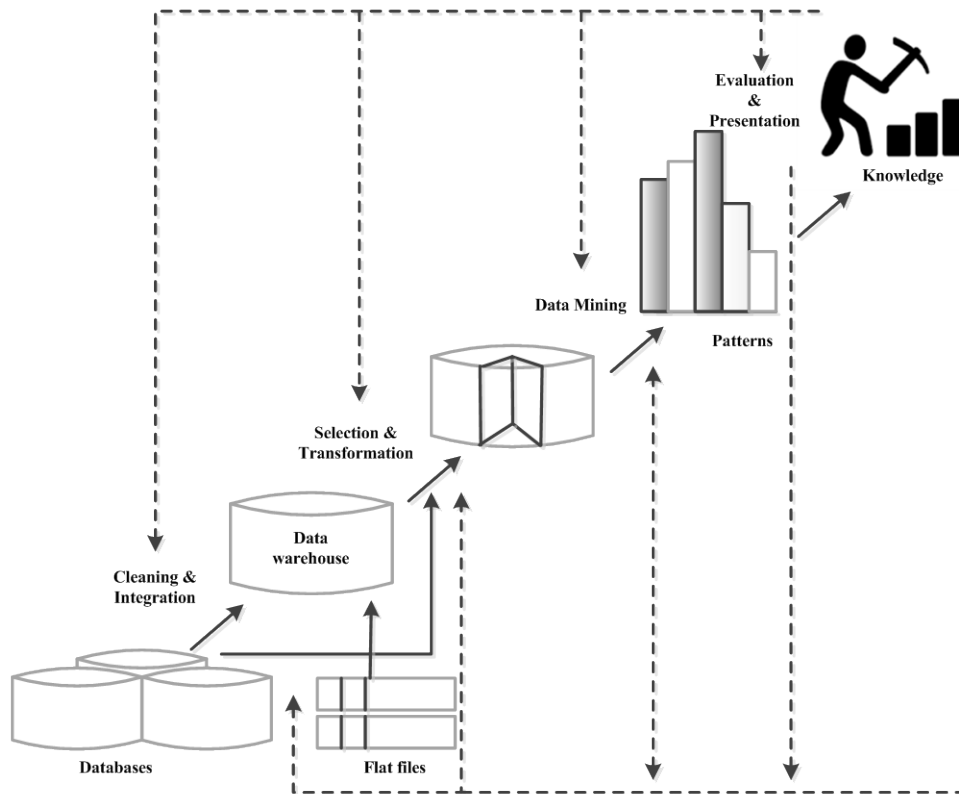 Evaluation
&
Presentation
Knowledge
Data Mining
Patterns
Selection &
Transformation
Data
warehouse
Cleaning &
Integration
Databases
Flat files